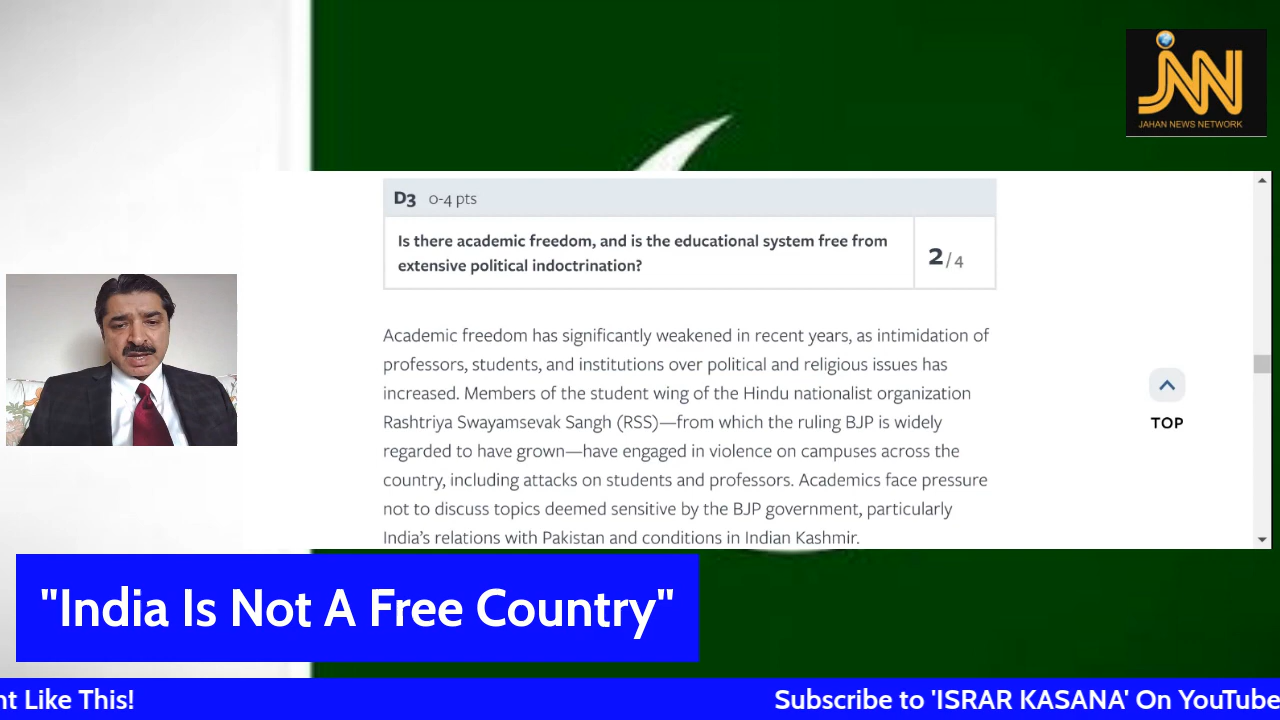 JNN
JAHAN NEWS NETWORK
D3 0-4 pts
Is there academic freedom, and is the educational system free from
extensive political indoctrination?
2/4
Academic freedom has significantly weakened in recent years, as intimidation of
professors, students, and institutions over political and religious issues has
increased. Members of the student wing of the Hindu nationalist organization
Rashtriya Swayamsevak Sangh (RSS)—from which the ruling BJP is widely
regarded to have grown—have engaged in violence on campuses across the
country, including attacks on students and professors. Academics face pressure
not to discuss topics deemed sensitive by the BJP government, particularly
India's relations with Pakistan and conditions in Indian Kashmir.
TOP
"India Is Not A Free Country"
nt Like This! Subscribe to 'ISRAR KASANA' On YouTube